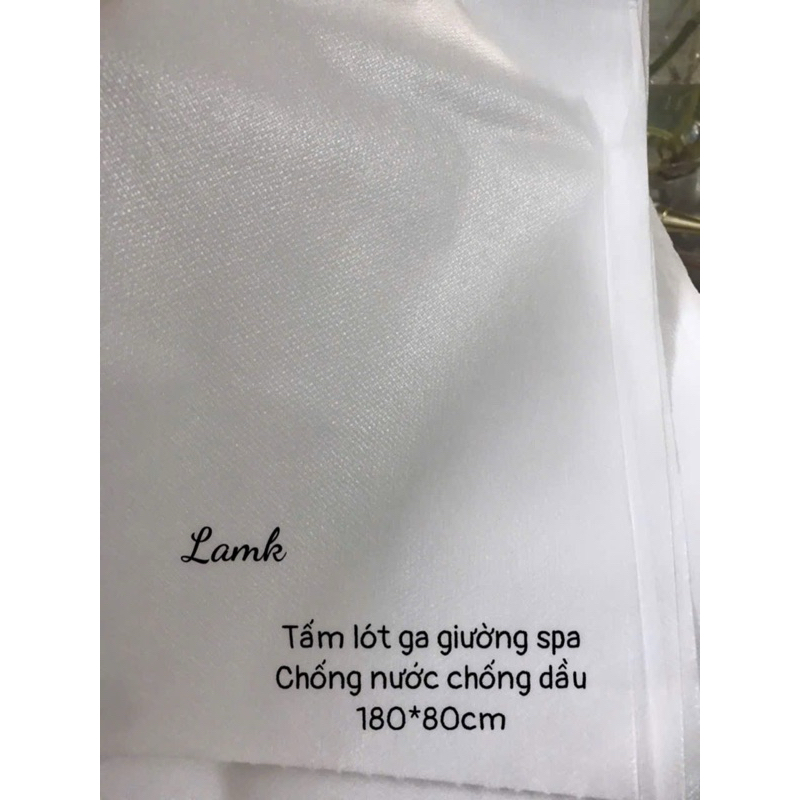 Lamk
Tấm lót ga giường spa
Chống nước chống dầu
180*80cm